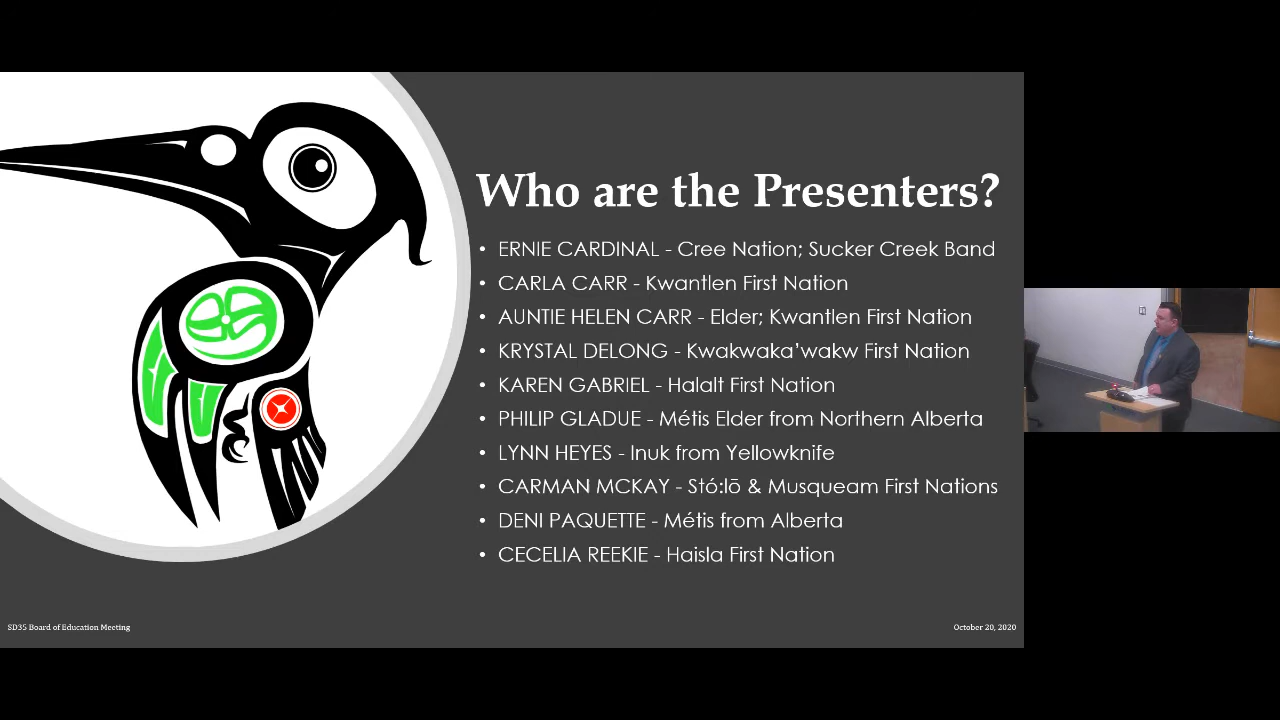 Who are the Presenters?
• ERNIE CARDINAL - Cree Nation; Sucker Creek Band
• CARLA CARR - Kwantlen First Nation
• AUNTIE HELEN CARR - Elder; Kwantlen First Nation
• KRYSTAL DELONG - Kwakwaka’wakw First Nation
• KAREN GABRIEL - Halalt First Nation
• PHILIP GLADUE - Métis Elder from Northern Alberta
• LYNN HEYES - Inuk from Yellowknife
• CARMAN MCKAY - Stó:lō & Musqueam First Nations
• DENI PAQUETTE - Métis from Alberta
• CECELIA REEKIE - Haisla First Nation
SD35 Board of Education Meeting
October 20, 2020